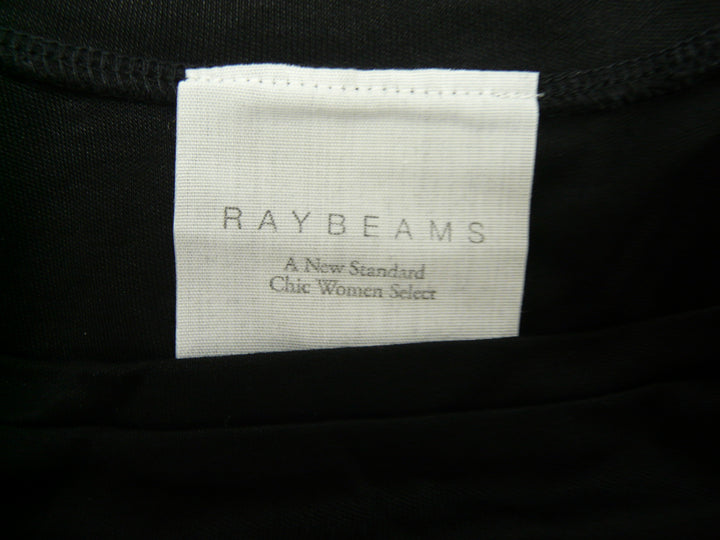 RAYBEAMS
A New Standard
Chic Women Select